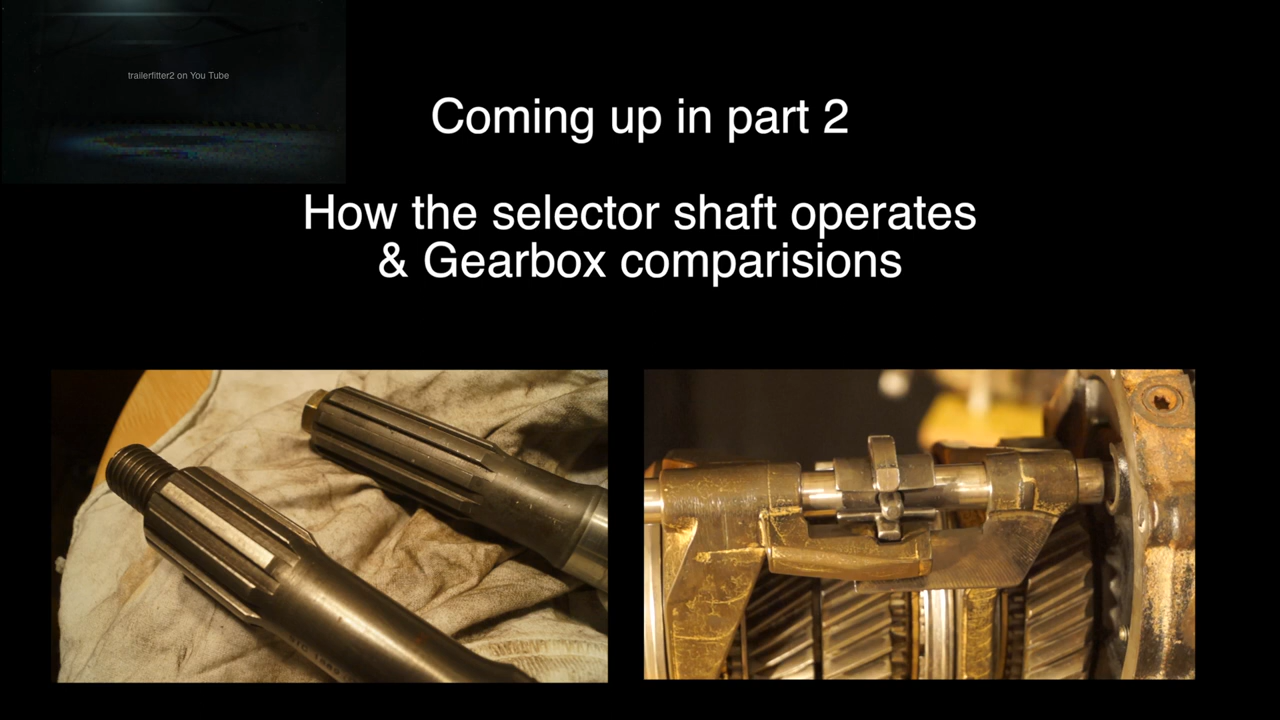 trailerfitter2 on You Tube
Coming up in part 2
How the selector shaft operates
& Gearbox comparisions